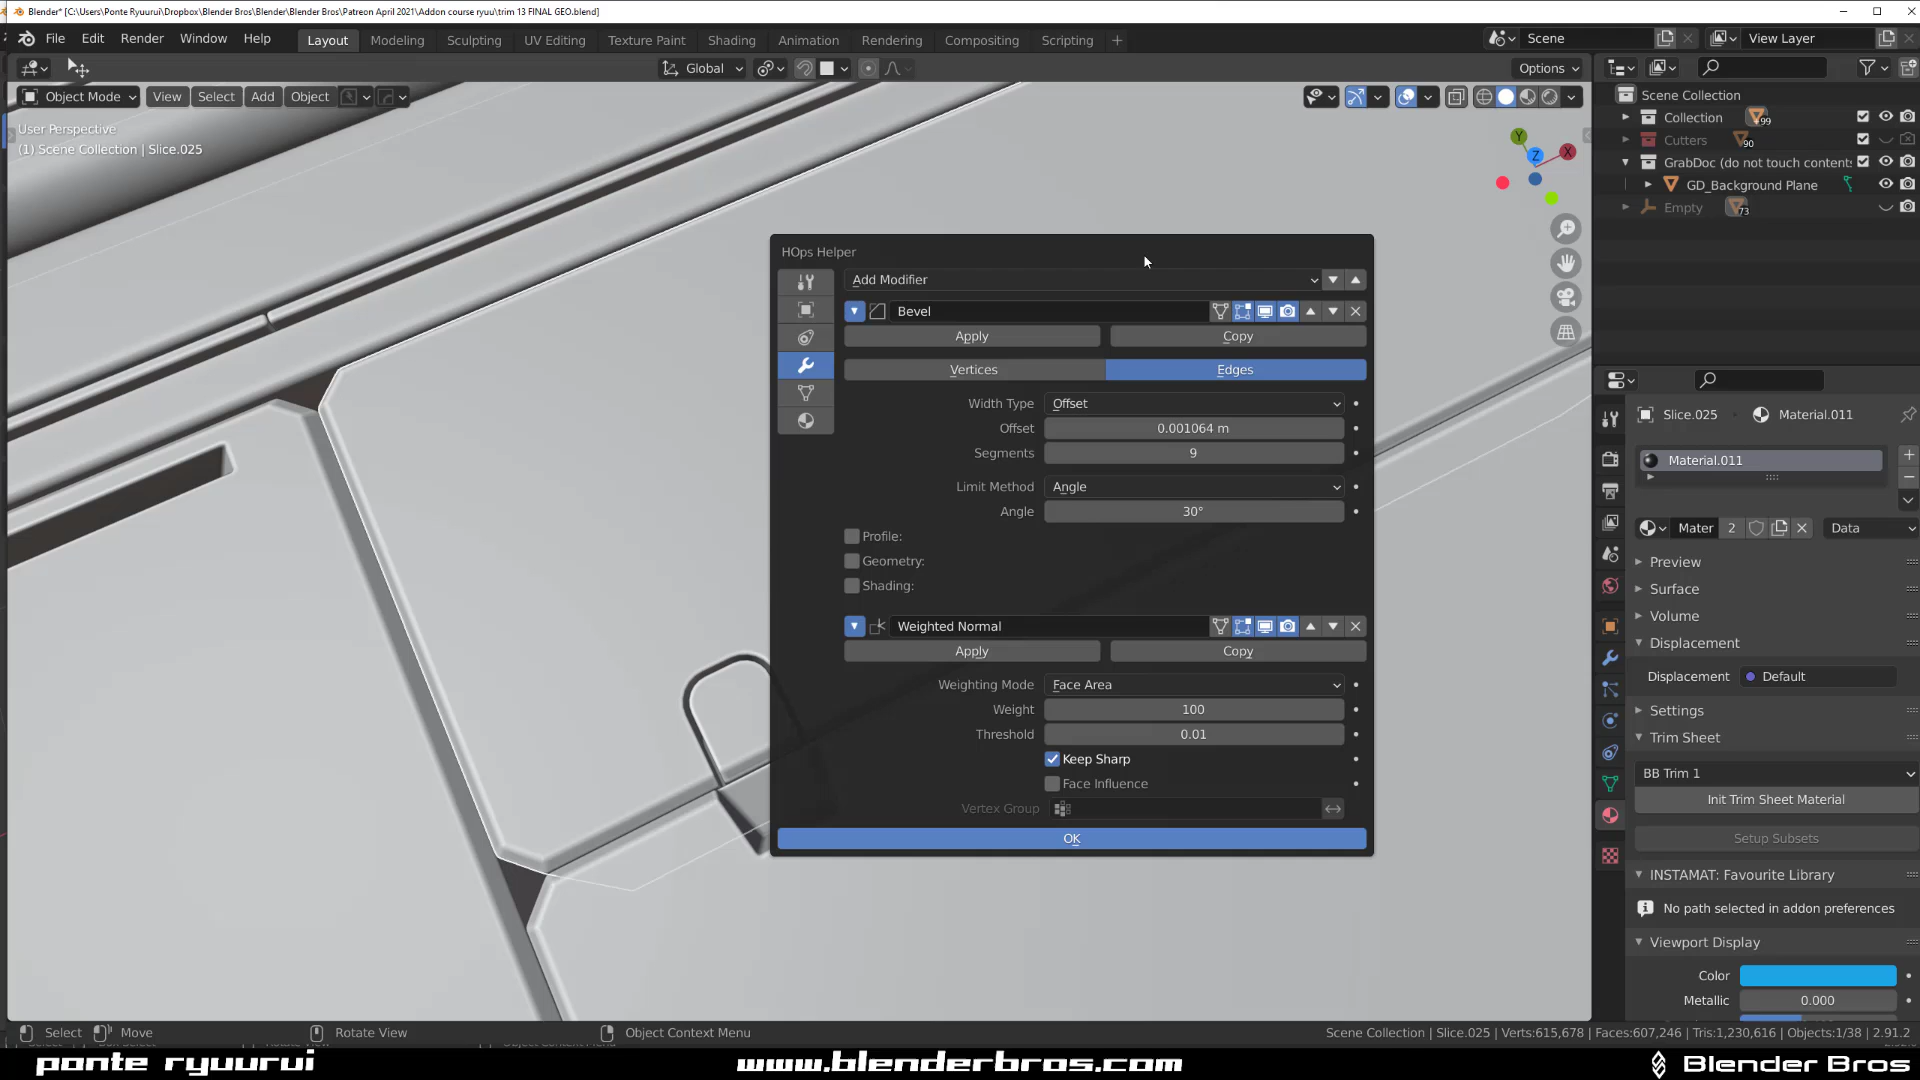 Blender* [C:\Users\Ponte Ryuurui\Dropbox\Blender Bros\Blender\Blender Bros\Patreon April 2021\Addon course ryuu\trim 13 FINAL GEO.blend]
File Edit Render Window Help Layout Modeling Sculpting UV Editing Texture Paint Shading Animation Rendering Compositing Scripting + Scene View Layer
Global Options
Object Mode View Select Add Object
User Perspective
(1) Scene Collection | Slice.025
Y
Z
X
Scene Collection
Collection 99
Cutters 90
GrabDoc (do not touch content
GD_Background Plane
Empty 73
HOps Helper
Add Modifier
Bevel
Apply Copy
Vertices Edges
Width Type Offset
Offset 0.001064 m
Segments 9
Limit Method Angle
Angle 30°
Profile:
Geometry:
Shading:
Weighted Normal
Apply Copy
Weighting Mode Face Area
Weight 100
Threshold 0.01
Keep Sharp
Face Influence
Vertex Group
OK
Slice.025 Material.011
Material.011
Mater 2 Data
Preview
Surface
Volume
Displacement
Displacement Default
Settings
Trim Sheet
BB Trim 1
Init Trim Sheet Material
Setup Subsets
INSTAMAT: Favourite Library
No path selected in addon preferences
Viewport Display
Color
Metallic 0.000
Select Move Rotate View Object Context Menu Scene Collection | Slice.025 | Verts:615,678 | Faces:607,246 | Tris:1,230,616 | Objects:1/38 | 2.91.2
ponte ryuurui www.blenderbros.com Blender Bros